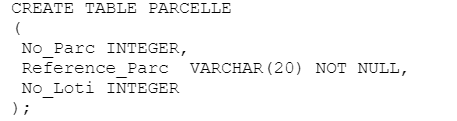 CREATE TABLE PARCELLE
(
No_Parc INTEGER,
Reference_Parc VARCHAR(20) NOT NULL,
No_Loti INTEGER
);